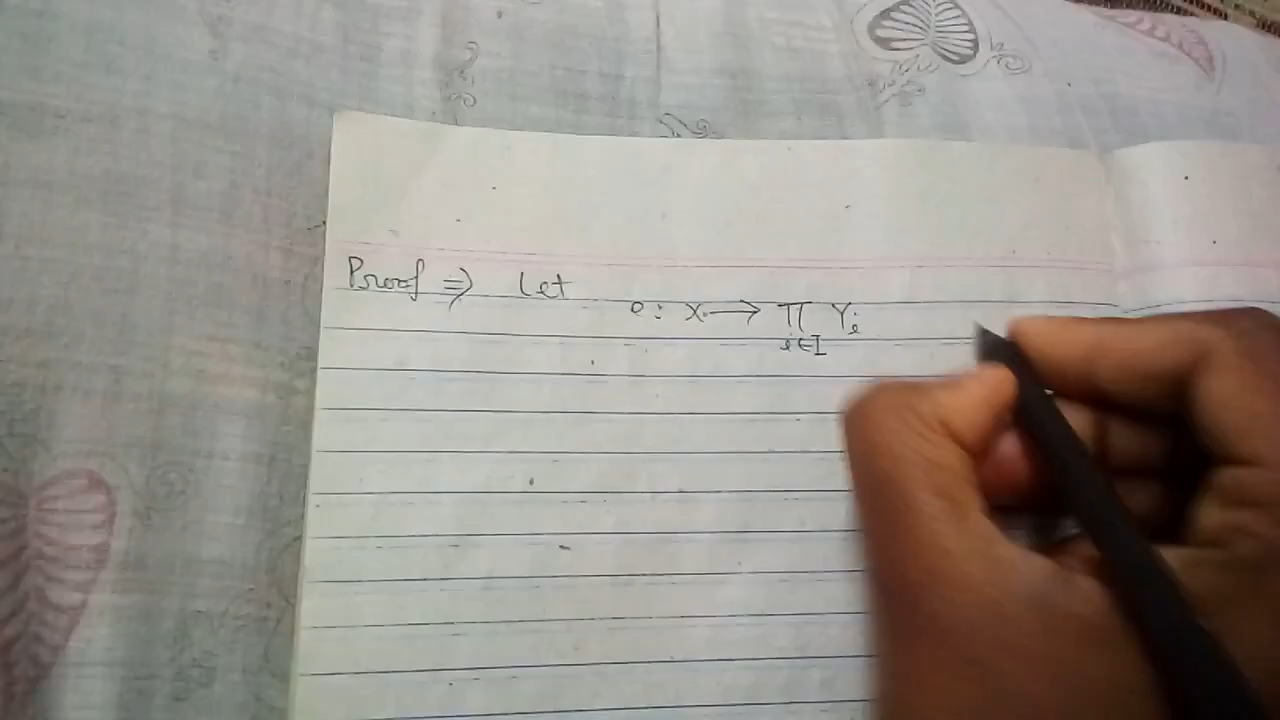 Proof ⇒ Let
e: X ⟶ Π Yᵢ
i∈I